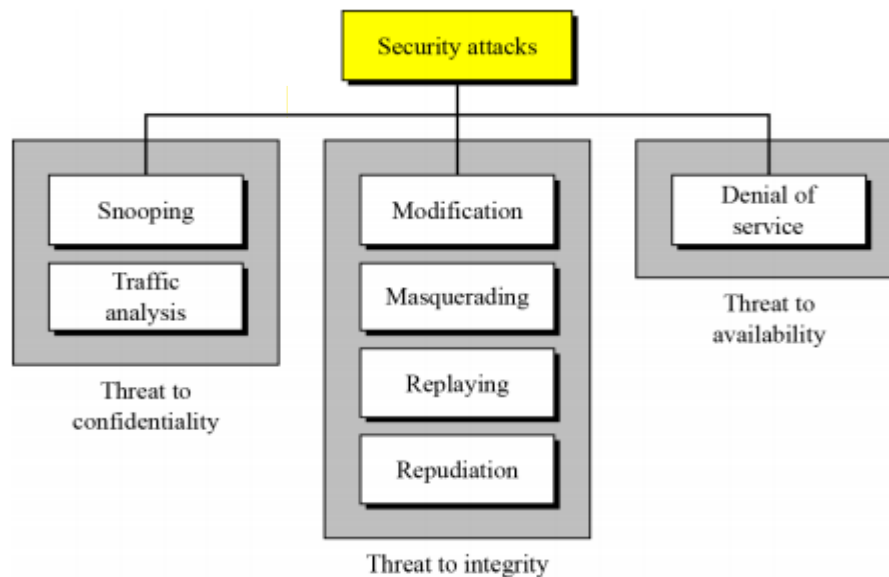 Security attacks
Snooping
Traffic
analysis
Threat to
confidentiality
Modification
Masquerading
Replaying
Repudiation
Threat to integrity
Denial of
service
Threat to
availability